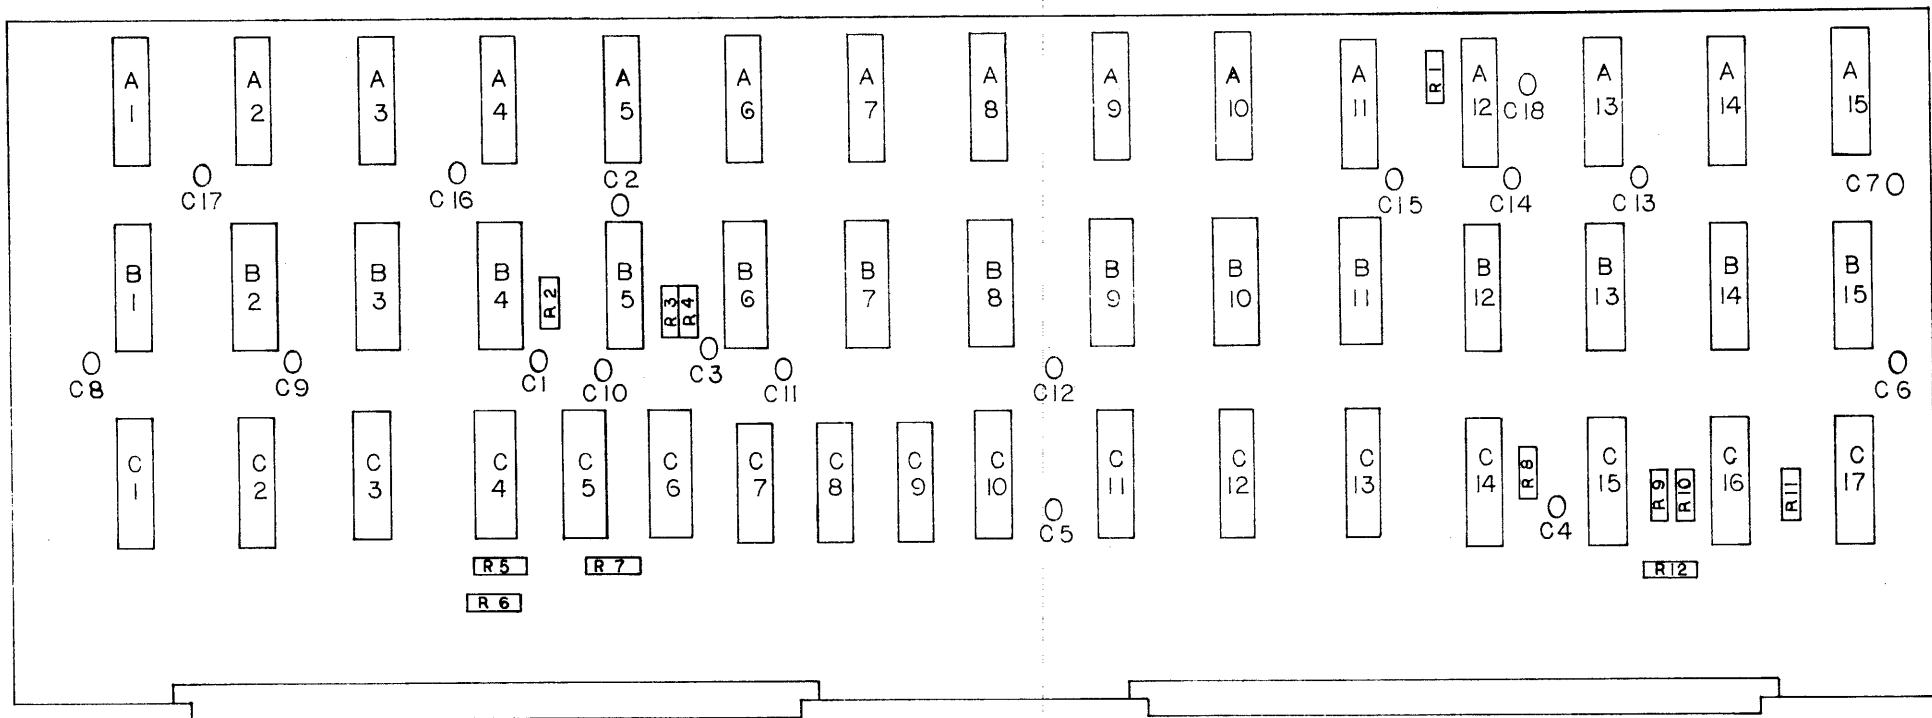 A 1
A 2
A 3
A 4
A 5
A 6
A 7
A 8
A 9
A 10
A 11
R 1
A 12
C 18
A 13
A 14
A 15
C 17
C 16
C 2
C 15
C 14
C 13
C 7
B 1
B 2
B 3
B 4
R 2
B 5
R 3
R 4
B 6
B 7
B 8
B 9
B 10
B 11
B 12
B 13
B 14
B 15
C 8
C 9
C 1
C 10
C 3
C 11
C 12
C 6
C 1
C 2
C 3
C 4
C 5
C 6
C 7
C 8
C 9
C 10
C 5
C 11
C 12
C 13
C 14
R 8
C 4
C 15
R 9
R 10
C 16
R 11
C 17
R 5
R 7
R 12
R 6